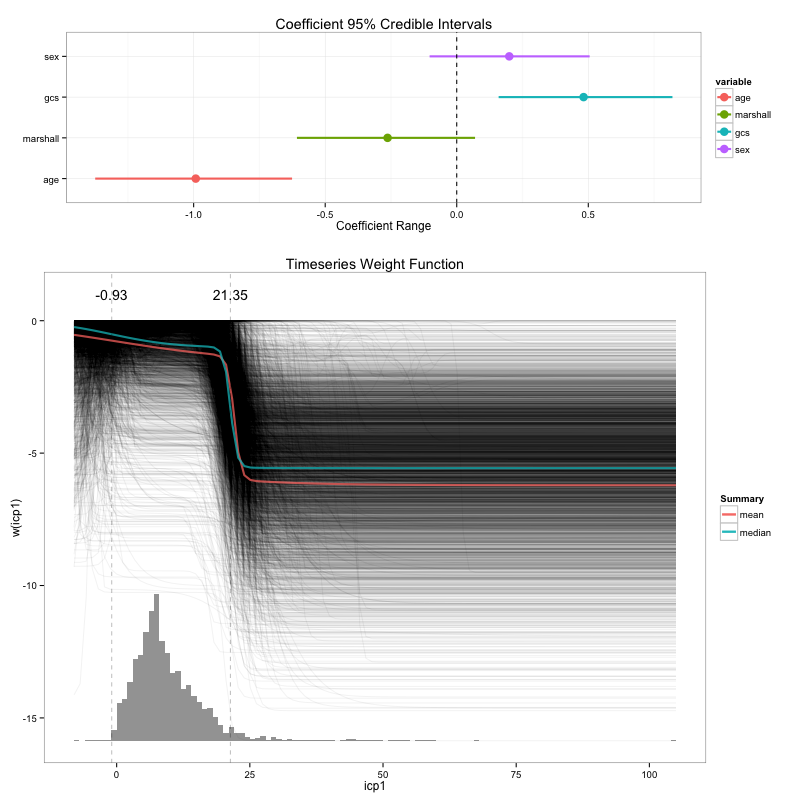 Coefficient 95% Credible Intervals
sex
gcs
marshall
age
-1.0 -0.5 0.0 0.5
Coefficient Range
variable
age
marshall
gcs
sex
Timeseries Weight Function
-0.93 21.35
0
-5
-10
-15
w(icp1)
0 25 50 75 100
icp1
Summary
mean
median